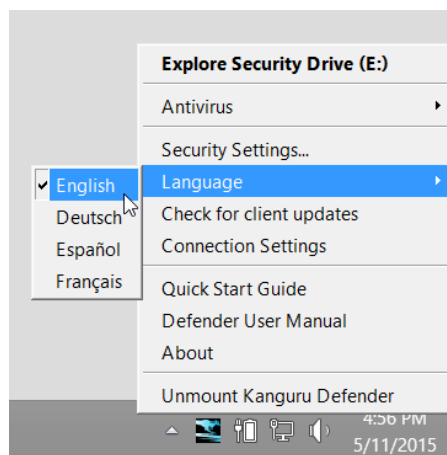 Explore Security Drive (E:)
Antivirus
Security Settings...
Language
English
Deutsch
Español
Français
Check for client updates
Connection Settings
Quick Start Guide
Defender User Manual
About
Unmount Kanguru Defender
4:56 PM
5/11/2015